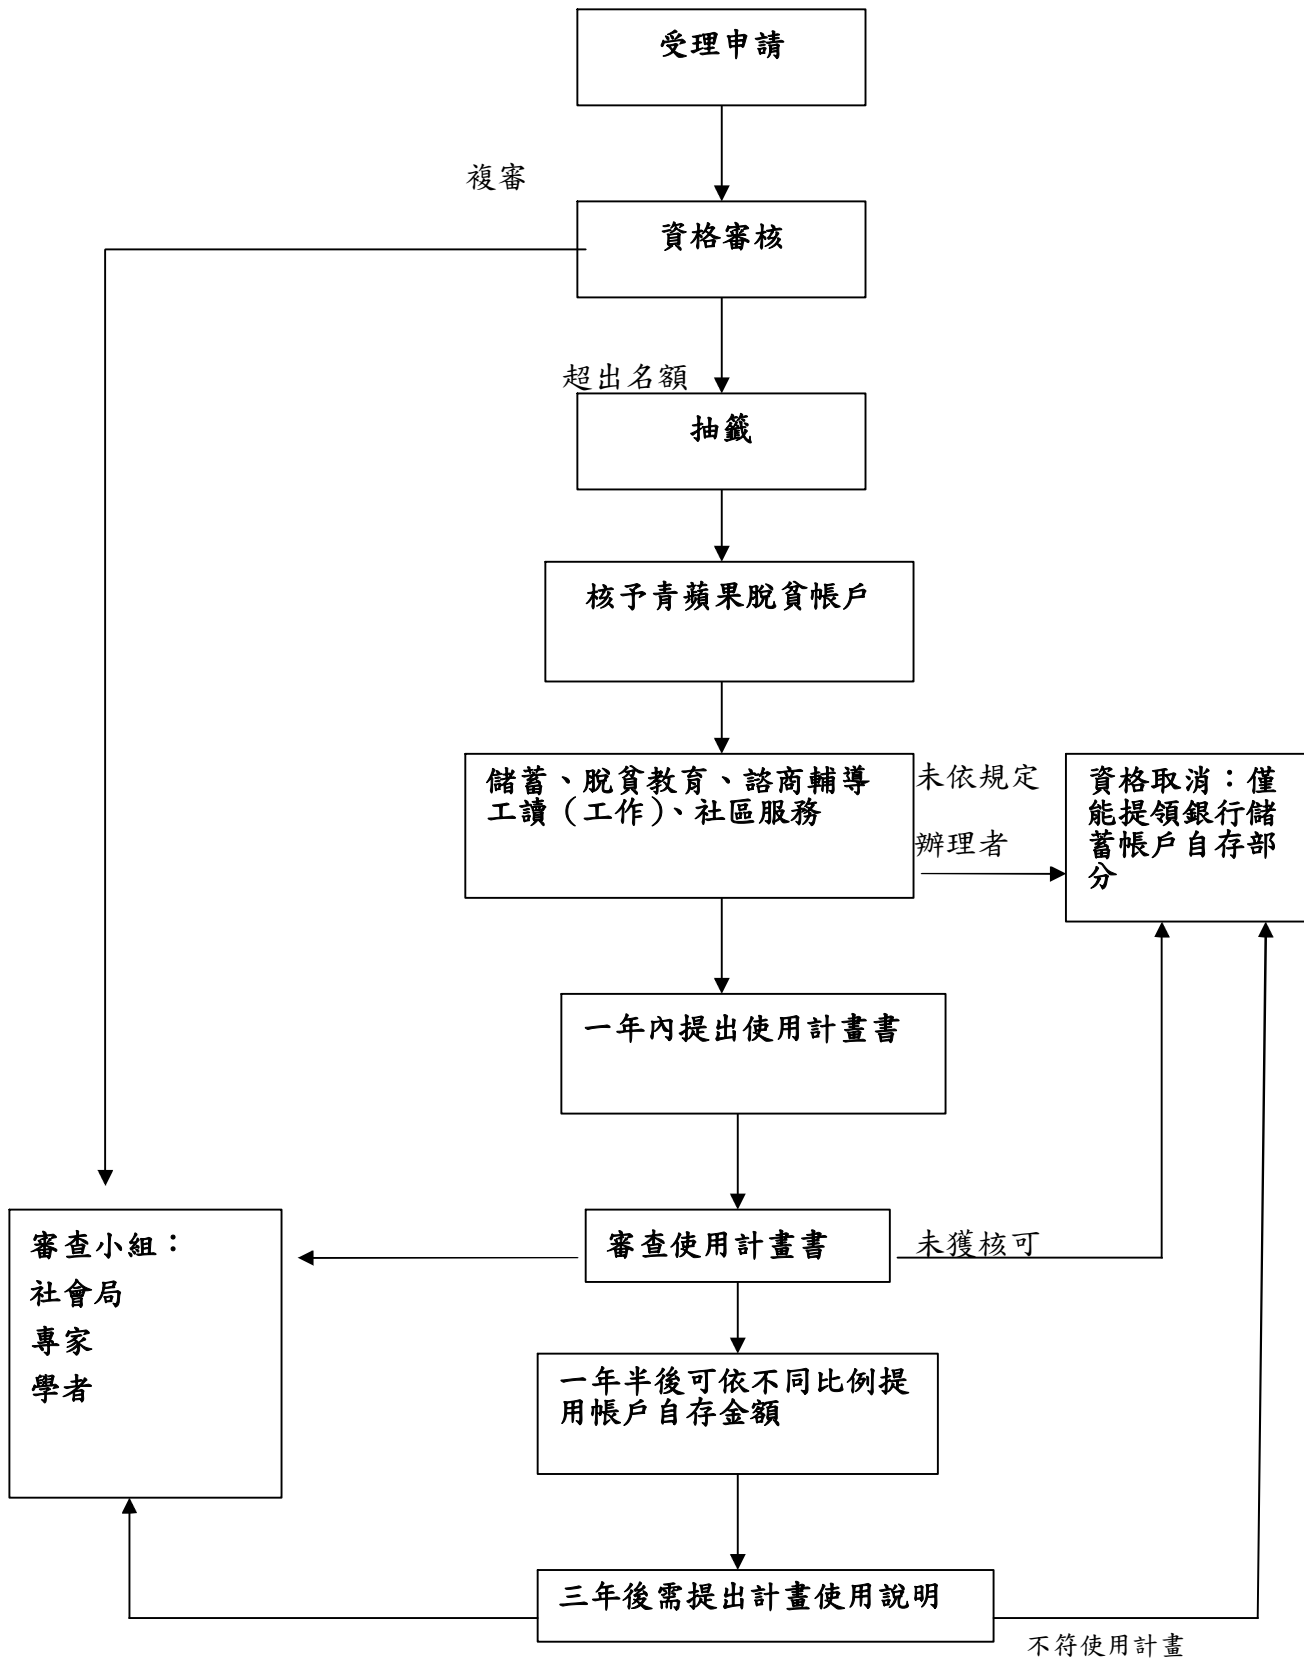 受理申請
複審
資格審核
超出名額
抽籤
核予青蘋果脫貧帳戶
儲蓄、脫貧教育、諮商輔導
工讀（工作）、社區服務
未依規定
辦理者
資格取消：僅
能提領銀行儲
蓄帳戶自存部
分
一年內提出使用計畫書
審查使用計畫書
未獲核可
審查小組：
社會局
專家
學者
一年半後可依不同比例提
用帳戶自存金額
三年後需提出計畫使用說明
不符使用計畫